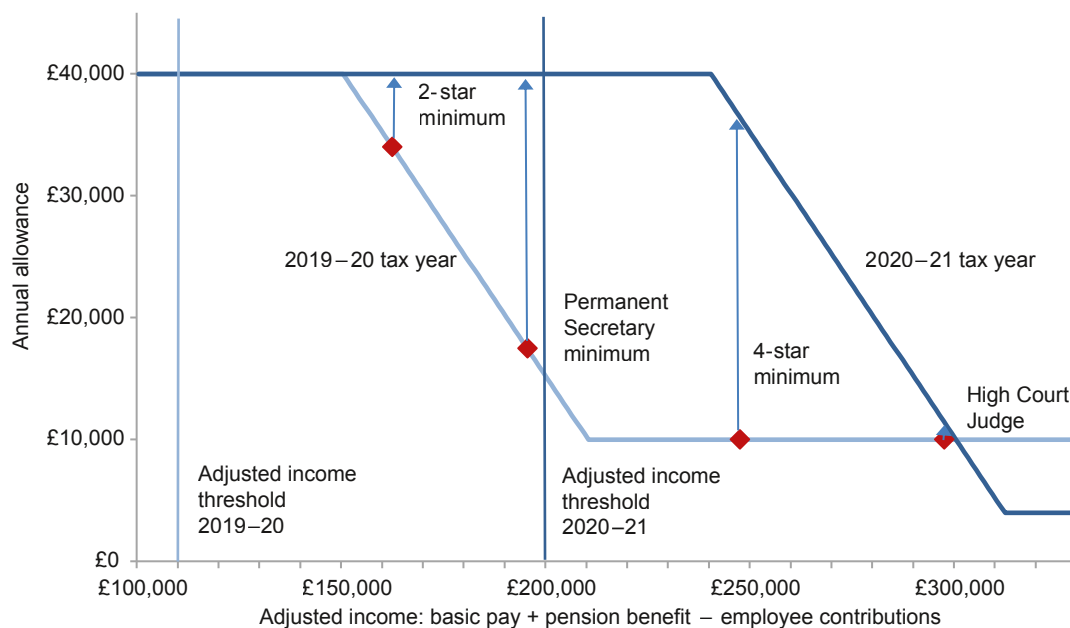 £40,000
£30,000
£20,000
£10,000
£0
Annual allowance
2-star
minimum
2019–20 tax year
2020–21 tax year
Permanent
Secretary
minimum
4-star
minimum
High Court
Judge
Adjusted income
threshold
2019–20
Adjusted income
threshold
2020–21
£100,000
£150,000
£200,000
£250,000
£300,000
Adjusted income: basic pay + pension benefit – employee contributions